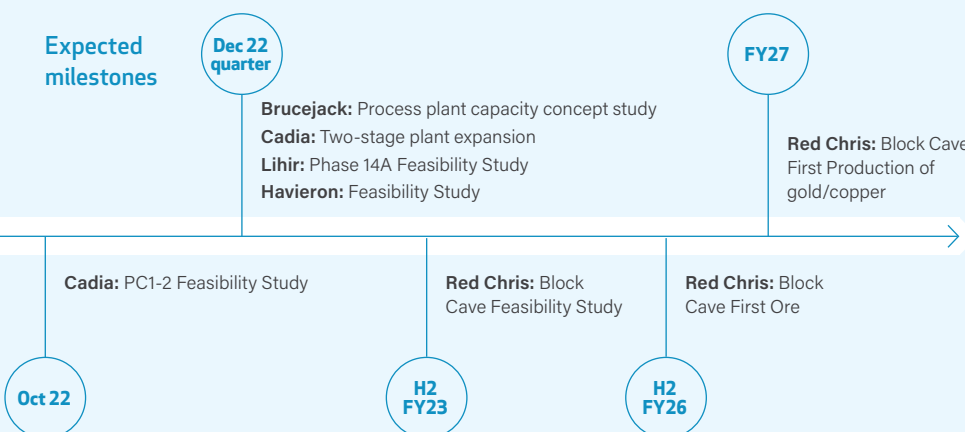 Expected
milestones
Dec 22
quarter
Brucejack: Process plant capacity concept study
Cadia: Two-stage plant expansion
Lihir: Phase 14A Feasibility Study
Havieron: Feasibility Study
FY27
Red Chris: Block Cave
First Production of
gold/copper
Cadia: PC1-2 Feasibility Study
Oct 22
Red Chris: Block
Cave Feasibility Study
H2
FY23
Red Chris: Block
Cave First Ore
H2
FY26